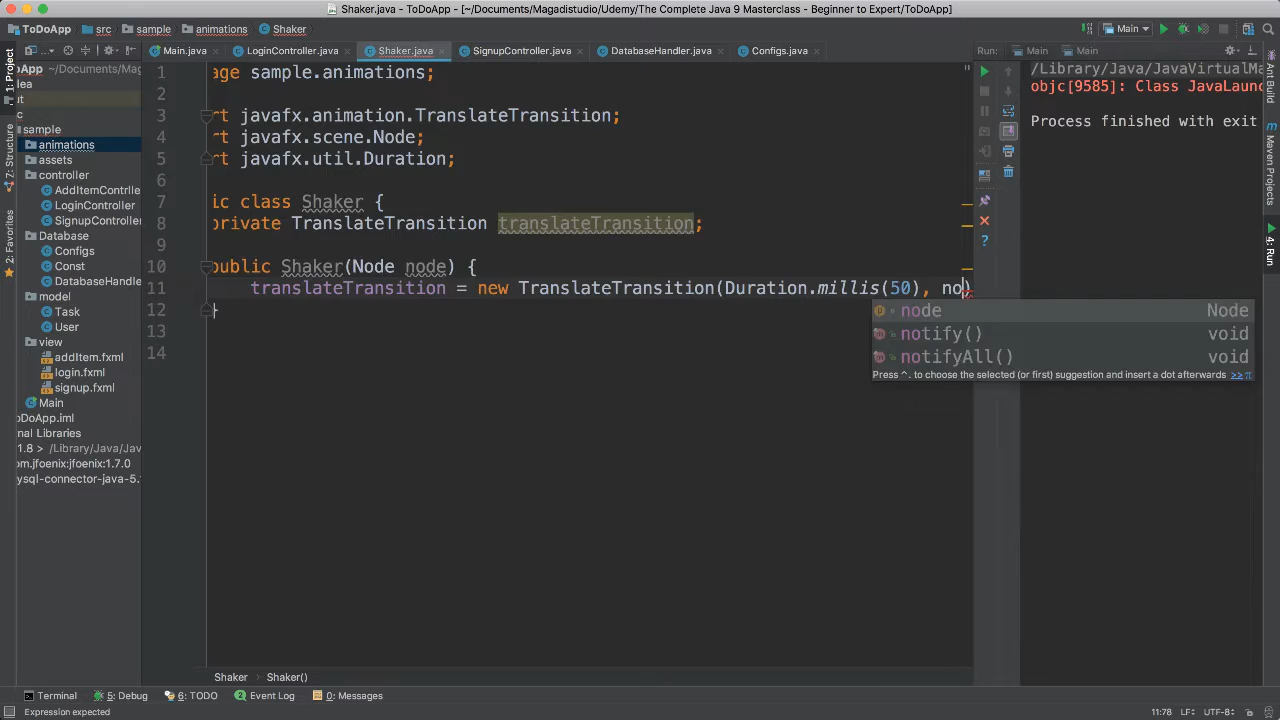 Shaker.java - ToDoApp - [~/Documents/Magadistudio/Udemy/The Complete Java 9 Masterclass - Beginner to Expert/ToDoApp]
ToDoApp src sample animations Shaker Main
Main.java LoginController.java Shaker.java SignupController.java DatabaseHandler.java Configs.java Run: Main Main
1: Project
7: Structure
2: Favorites
App ~/Documents/Mag
dea
ut
c
sample
animations
assets
controller
AddItemContrlle
LoginController
SignupController
Database
Configs
Const
DatabaseHandle
model
Task
User
view
addItem.fxml
login.fxml
signup.fxml
Main
oDoApp.iml
nal Libraries
1.8 > /Library/Java/Jav
om.jfoenix:jfoenix:1.7.0
ysql-connector-java-5.
1 age sample.animations;
2
3 rt javafx.animation.TranslateTransition;
4 rt javafx.scene.Node;
5 rt javafx.util.Duration;
6
7 ic class Shaker {
8 private TranslateTransition translateTransition;
9
10 public Shaker(Node node) {
11 translateTransition = new TranslateTransition(Duration.millis(50), no)
12 }
13
14
node Node
notify() void
notifyAll() void
Press ^. to choose the selected (or first) suggestion and insert a dot afterwards >> π
/Library/Java/JavaVirtualMa
objc[9585]: Class JavaLaunc
Process finished with exit
Ant Build
Maven Projects
4: Run
Shaker Shaker()
Terminal 5: Debug 6: TODO 2 Event Log 0: Messages
Expression expected 11:78 LF÷ UTF-8÷